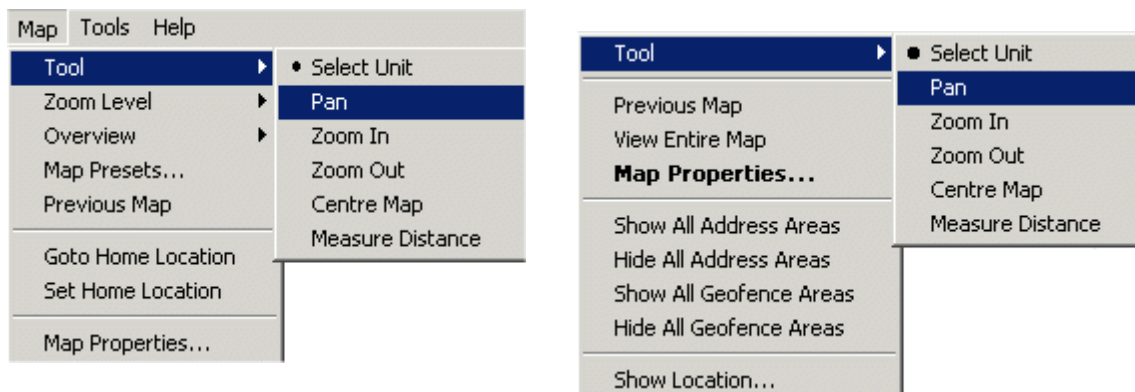 Map Tools Help
Tool
Zoom Level
Overview
Map Presets...
Previous Map
Goto Home Location
Set Home Location
Map Properties...
Select Unit
Pan
Zoom In
Zoom Out
Centre Map
Measure Distance
Tool
Previous Map
View Entire Map
Map Properties...
Show All Address Areas
Hide All Address Areas
Show All Geofence Areas
Hide All Geofence Areas
Show Location...
Select Unit
Pan
Zoom In
Zoom Out
Centre Map
Measure Distance